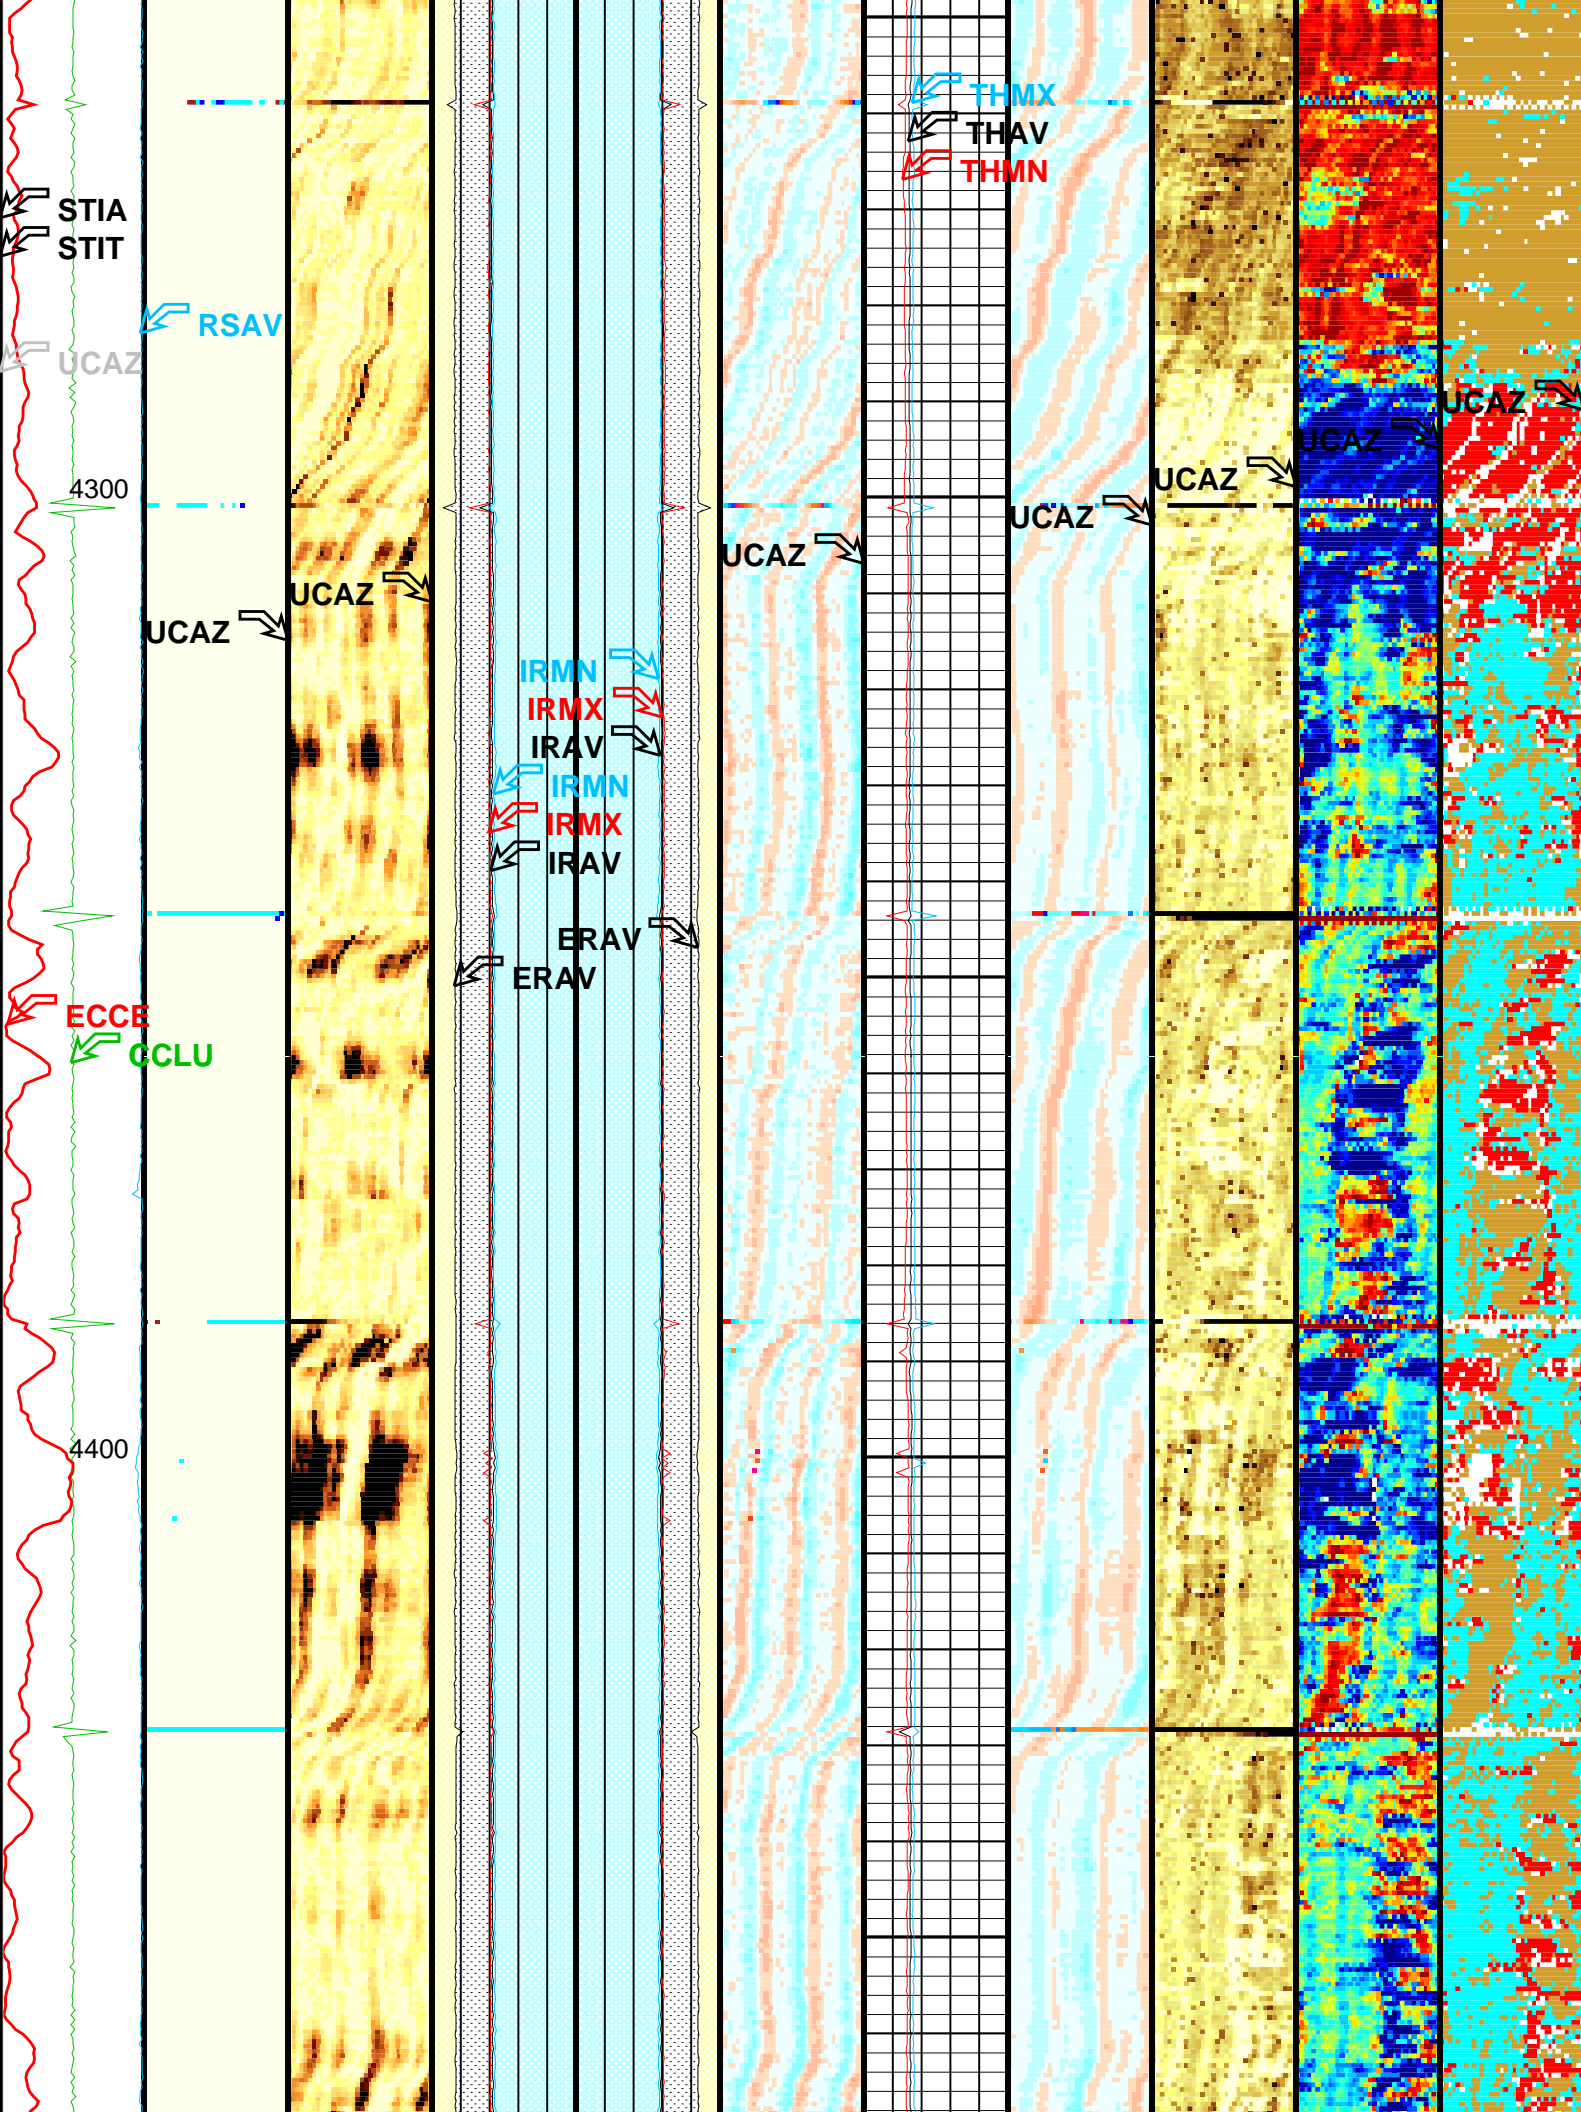 THMX
THAV
THMN
STIA
STIT
RSAV
UCAZ
UCAZ
UCAZ
UCAZ
4300
UCAZ
UCAZ
UCAZ
UCAZ
IRMN
IRMX
IRAV
IRMN
IRMX
IRAV
ERAV
ERAV
ECCE
CCLU
4400